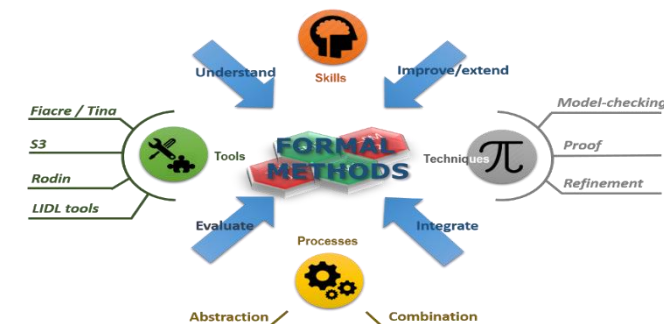 Understand
Skills
Improve/extend
Fiacre / Tina
S3
Rodin
LIDL tools
Tools
FORMAL
METHODS
Techniques
Model-checking
Proof
Refinement
Evaluate
Processes
Integrate
Abstraction
Combination